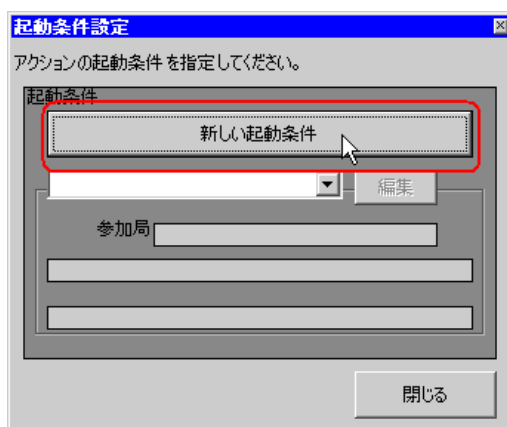 起動条件設定
アクションの起動条件を指定してください。
起動条件
新しい起動条件
編集
参加局
閉じる